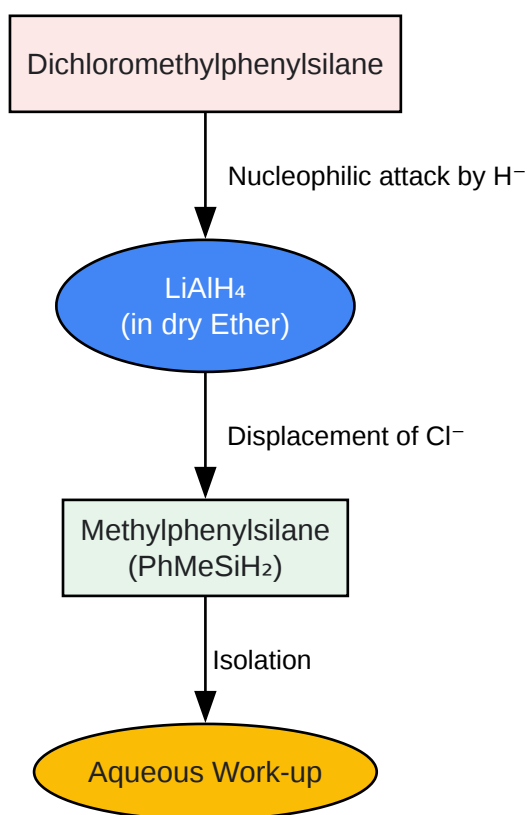 Dichloromethylphenylsilane
Nucleophilic attack by H⁻
LiAlH₄
(in dry Ether)
Displacement of Cl⁻
Methylphenylsilane
(PhMeSiH₂)
Isolation
Aqueous Work-up